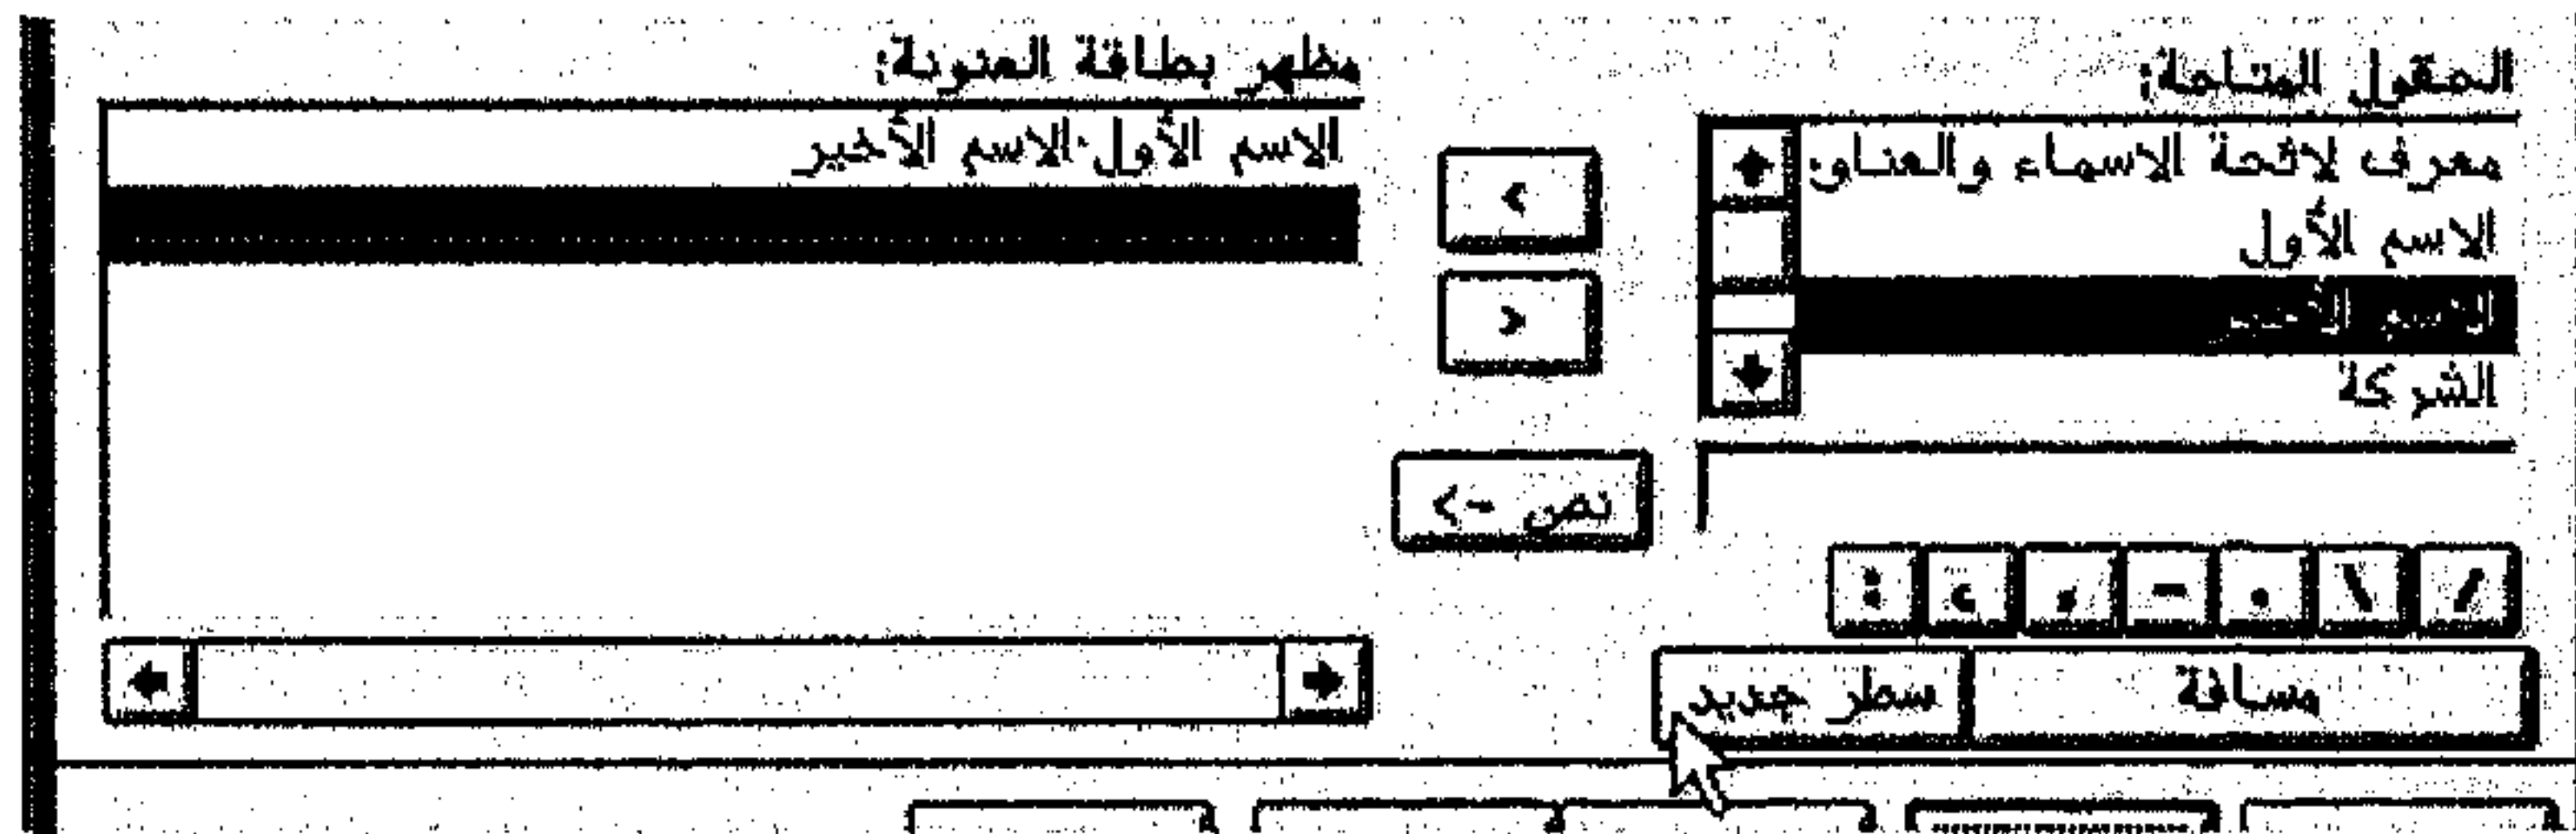 الحقول المتاحة:
معرف لائحة الاسماء والعناو
الاسم الأول
الاسم الأخير
الشركة
/ \ . - , ، :
مسافة
سطر جديد
<
>
نص ->
مظهر بطاقة العنونة:
الاسم الأول·الاسم الأخير